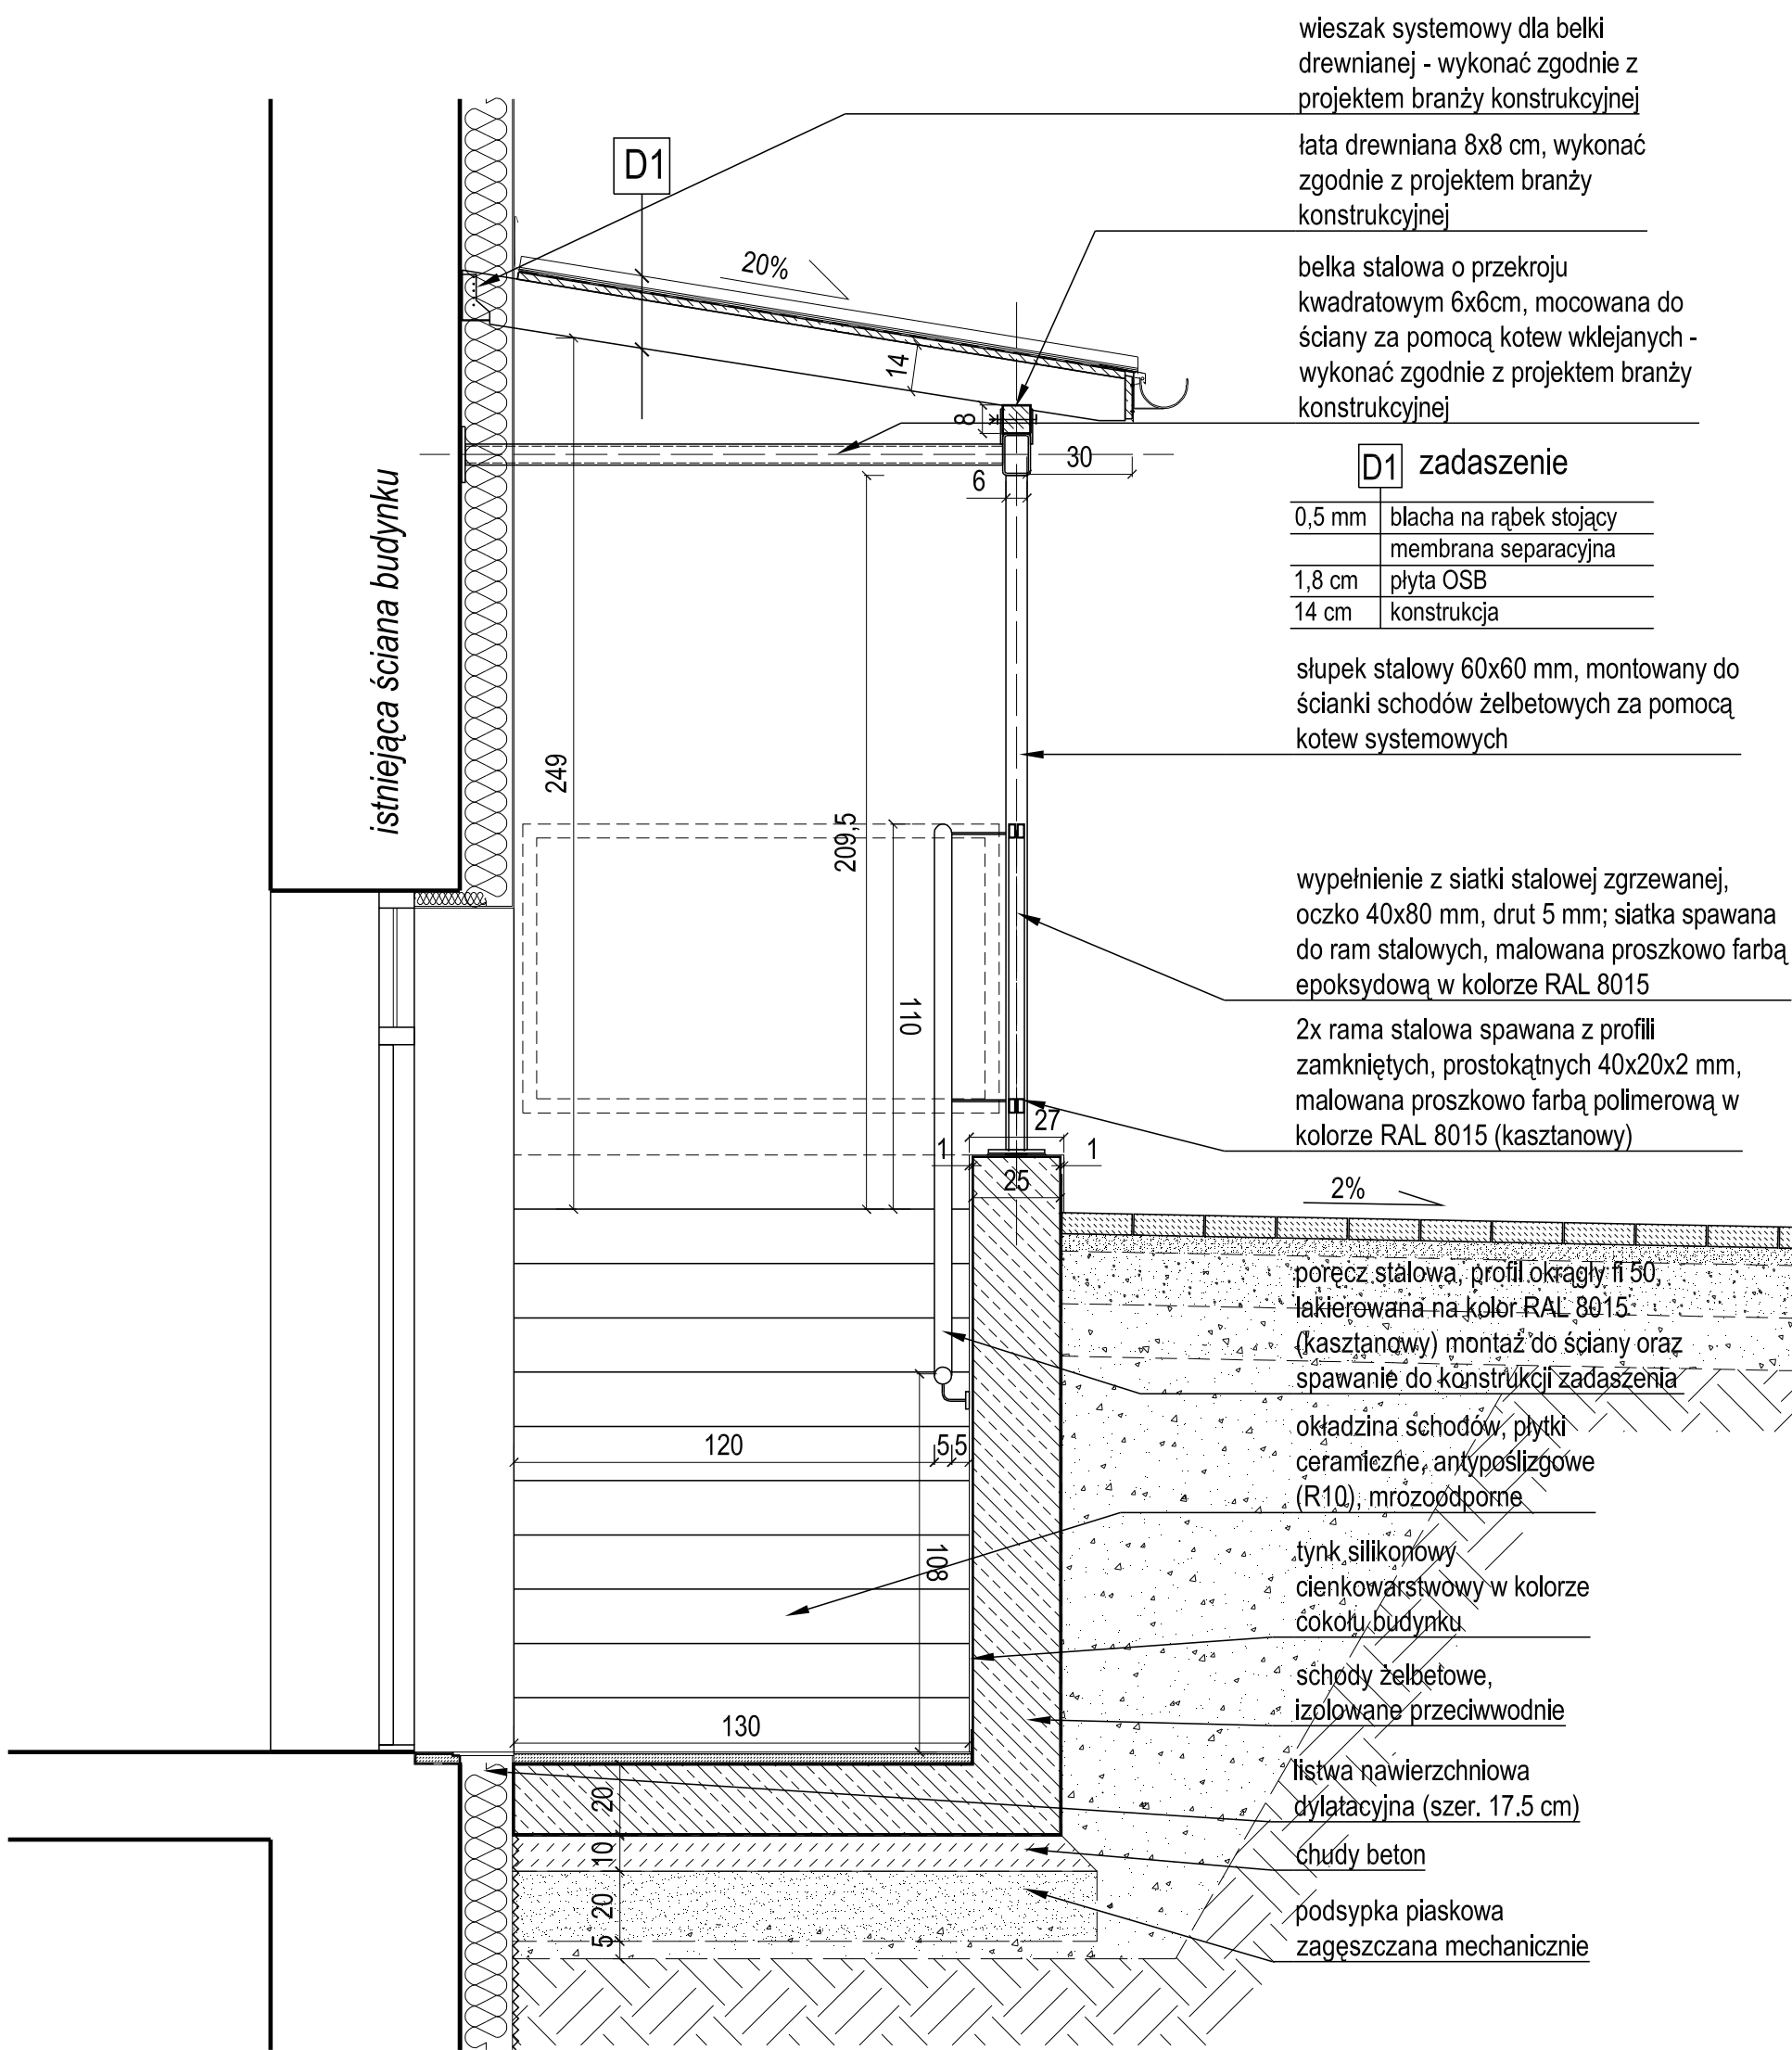 wieszak systemowy dla belki
drewnianej - wykonać zgodnie z
projektem branży konstrukcyjnej
łata drewniana 8x8 cm, wykonać
zgodnie z projektem branży
konstrukcyjnej
belka stalowa o przekroju
kwadratowym 6x6cm, mocowana do
ściany za pomocą kotew wklejanych -
wykonać zgodnie z projektem branży
konstrukcyjnej
D1 zadaszenie
0,5 mm blacha na rąbek stojący
membrana separacyjna
1,8 cm płyta OSB
14 cm konstrukcja
słupek stalowy 60x60 mm, montowany do
ścianki schodów żelbetowych za pomocą
kotew systemowych
wypełnienie z siatki stalowej zgrzewanej,
oczko 40x80 mm, drut 5 mm; siatka spawana
do ram stalowych, malowana proszkowo farbą
epoksydową w kolorze RAL 8015
2x rama stalowa spawana z profili
zamkniętych, prostokątnych 40x20x2 mm,
malowana proszkowo farbą polimerową w
kolorze RAL 8015 (kasztanowy)
2%
poręcz stalowa, profil okrągły fi 50,
lakierowana na kolor RAL 8015
(kasztanowy) montaż do ściany oraz
spawanie do konstrukcji zadaszenia
okładzina schodów, płytki
ceramiczne, antypoślizgowe
(R10), mrozoodporne
tynk silikonowy
cienkowarstwowy w kolorze
cokołu budynku
schody żelbetowe,
izolowane przeciwwodnie
listwa nawierzchniowa
dylatacyjna (szer. 17.5 cm)
chudy beton
podsypka piaskowa
zagęszczana mechanicznie
D1
20%
14
8
30
6
istniejąca ściana budynku
249
209,5
110
27
1
1
25
120
5
5
108
130
20
10
20
5